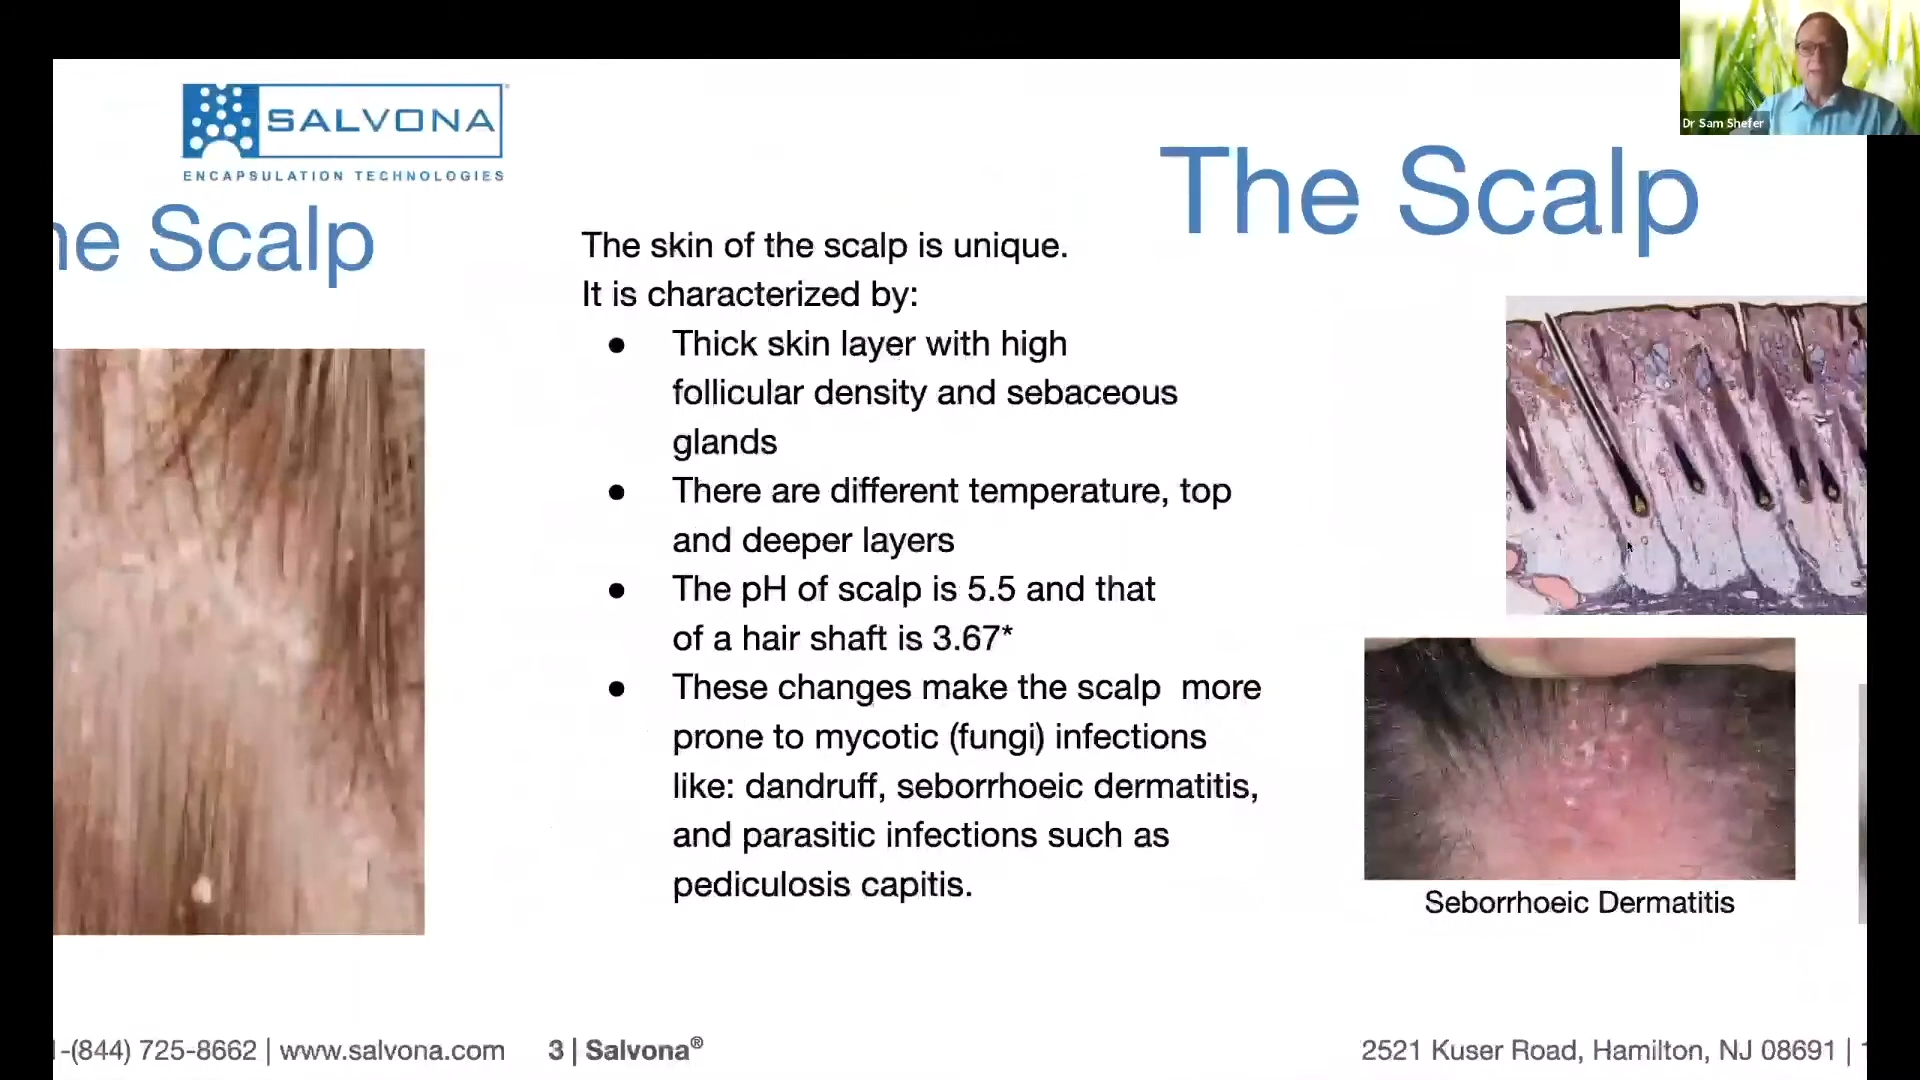 SALVONA
ENCAPSULATION TECHNOLOGIES
Dr Sam Shefer
he Scalp
The Scalp
The skin of the scalp is unique.
It is characterized by:
● Thick skin layer with high
follicular density and sebaceous
glands
● There are different temperature, top
and deeper layers
● The pH of scalp is 5.5 and that
of a hair shaft is 3.67*
● These changes make the scalp more
prone to mycotic (fungi) infections
like: dandruff, seborrhoeic dermatitis,
and parasitic infections such as
pediculosis capitis.
Seborrhoeic Dermatitis
1-(844) 725-8662 | www.salvona.com
3 | Salvona®
2521 Kuser Road, Hamilton, NJ 08691 |